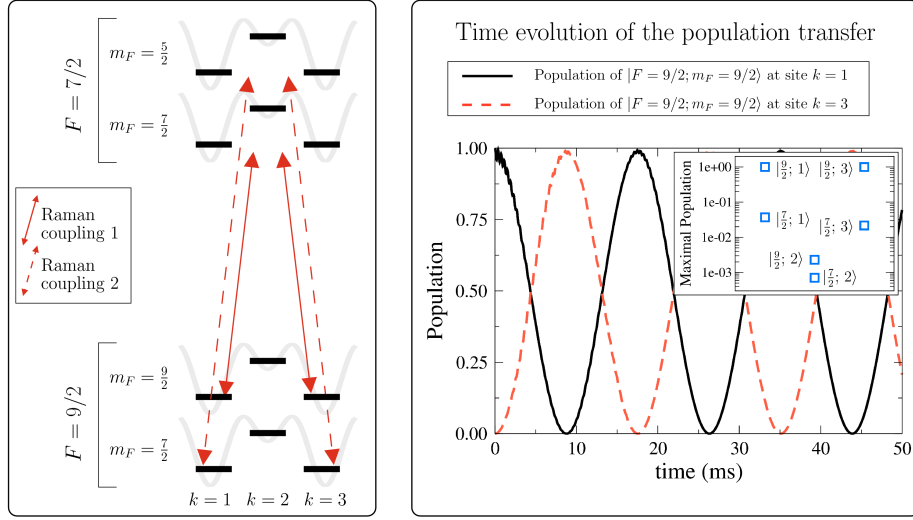 F = 7/2
m_F = 5/2
m_F = 7/2
Raman
coupling 1
Raman
coupling 2
F = 9/2
m_F = 9/2
m_F = 7/2
k = 1 k = 2 k = 3
Time evolution of the population transfer
Population of |F = 9/2; m_F = 9/2⟩ at site k = 1
Population of |F = 9/2; m_F = 9/2⟩ at site k = 3
Population
1.00
0.75
0.50
0.25
0.00
0 10 20 30 40 50
time (ms)
Maximal Population
1e+00
1e-01
1e-02
1e-03
|9/2; 1⟩ |9/2; 3⟩
|7/2; 1⟩ |7/2; 3⟩
|9/2; 2⟩
|7/2; 2⟩